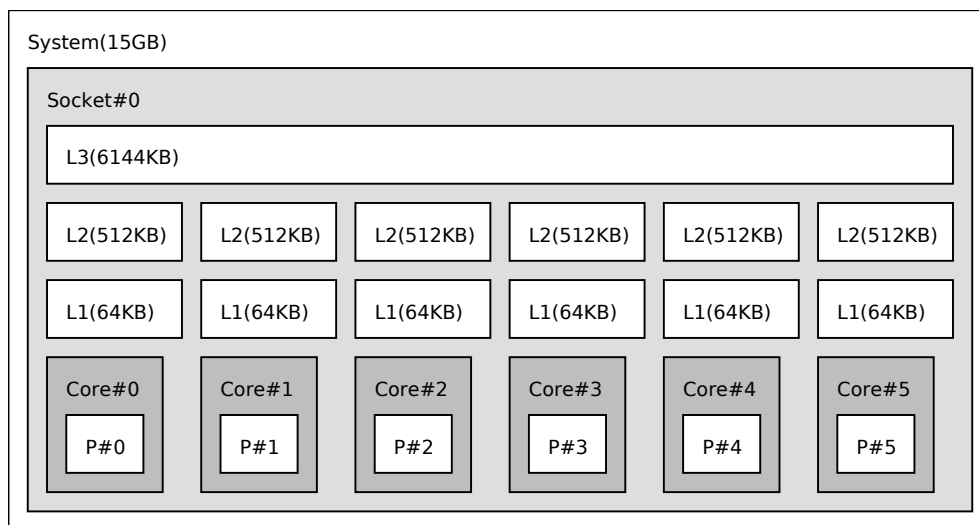 System(15GB)
Socket#0
L3(6144KB)
L2(512KB) L2(512KB) L2(512KB) L2(512KB) L2(512KB) L2(512KB)
L1(64KB) L1(64KB) L1(64KB) L1(64KB) L1(64KB) L1(64KB)
Core#0 Core#1 Core#2 Core#3 Core#4 Core#5
P#0 P#1 P#2 P#3 P#4 P#5